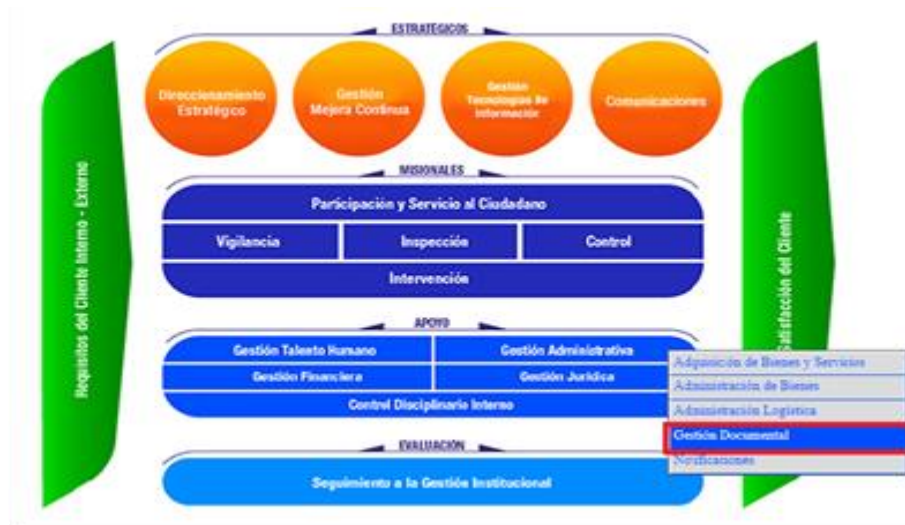 ESTRATÉGICOS
Direccionamiento
Estratégico
Gestión
Mejora Continua
Gestión
Tecnologías de
Información
Comunicaciones
Requisitos del Cliente Interno - Externo
MISIONALES
Participación y Servicio al Ciudadano
Vigilancia
Inspección
Control
Intervención
Satisfacción del Cliente
APOYO
Gestión Talento Humano
Gestión Administrativa
Gestión Financiera
Gestión Jurídica
Control Disciplinario Interno
Adquisición de Bienes y Servicios
Administración de Bienes
Administración Logística
Gestión Documental
Notificaciones
EVALUACIÓN
Seguimiento a la Gestión Institucional